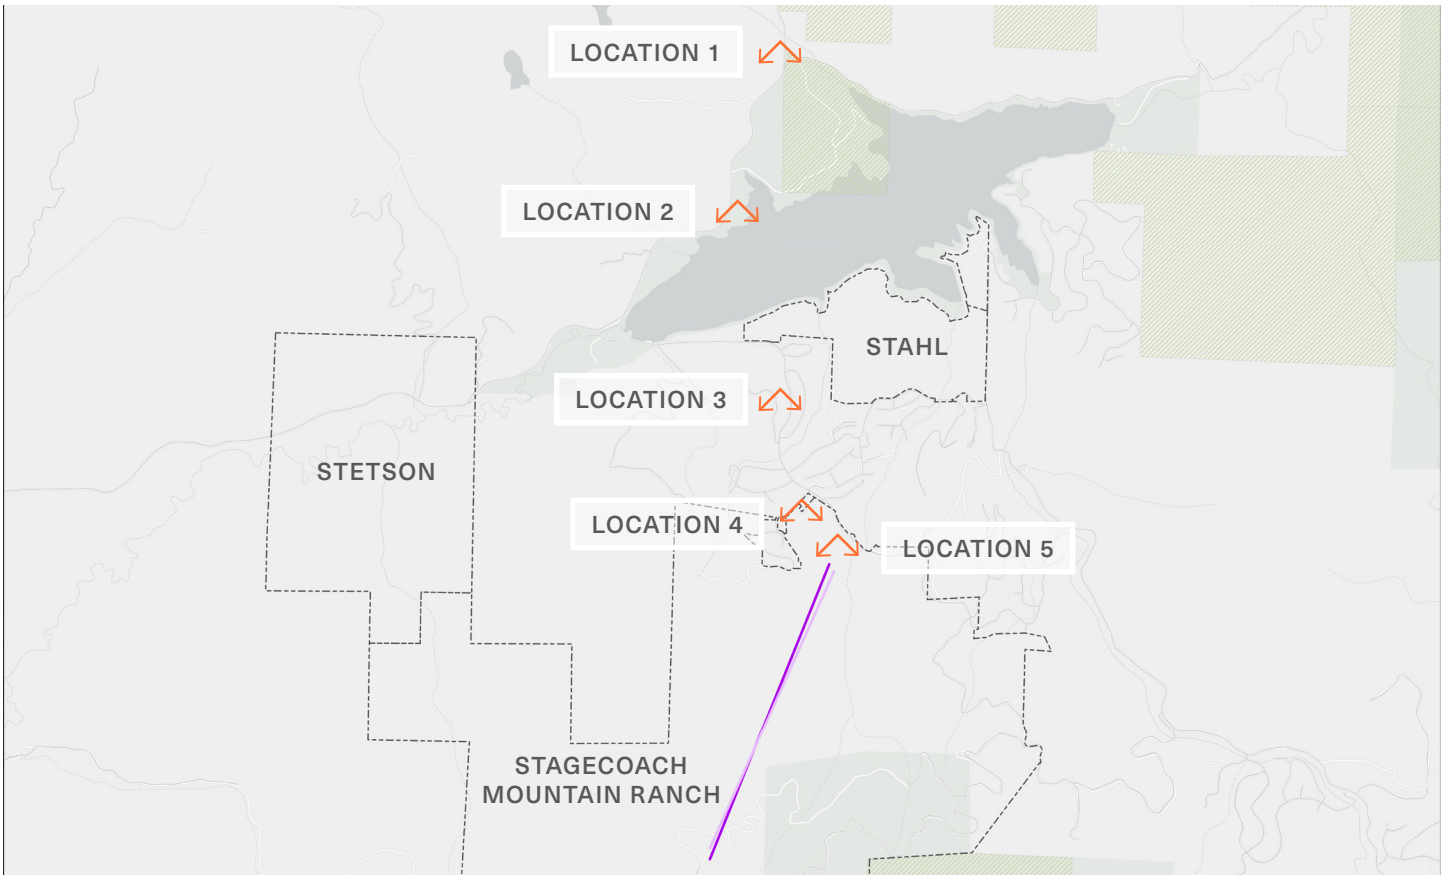 LOCATION 1
LOCATION 2
STAHL
LOCATION 3
STETSON
LOCATION 4
LOCATION 5
STAGECOACH
MOUNTAIN RANCH